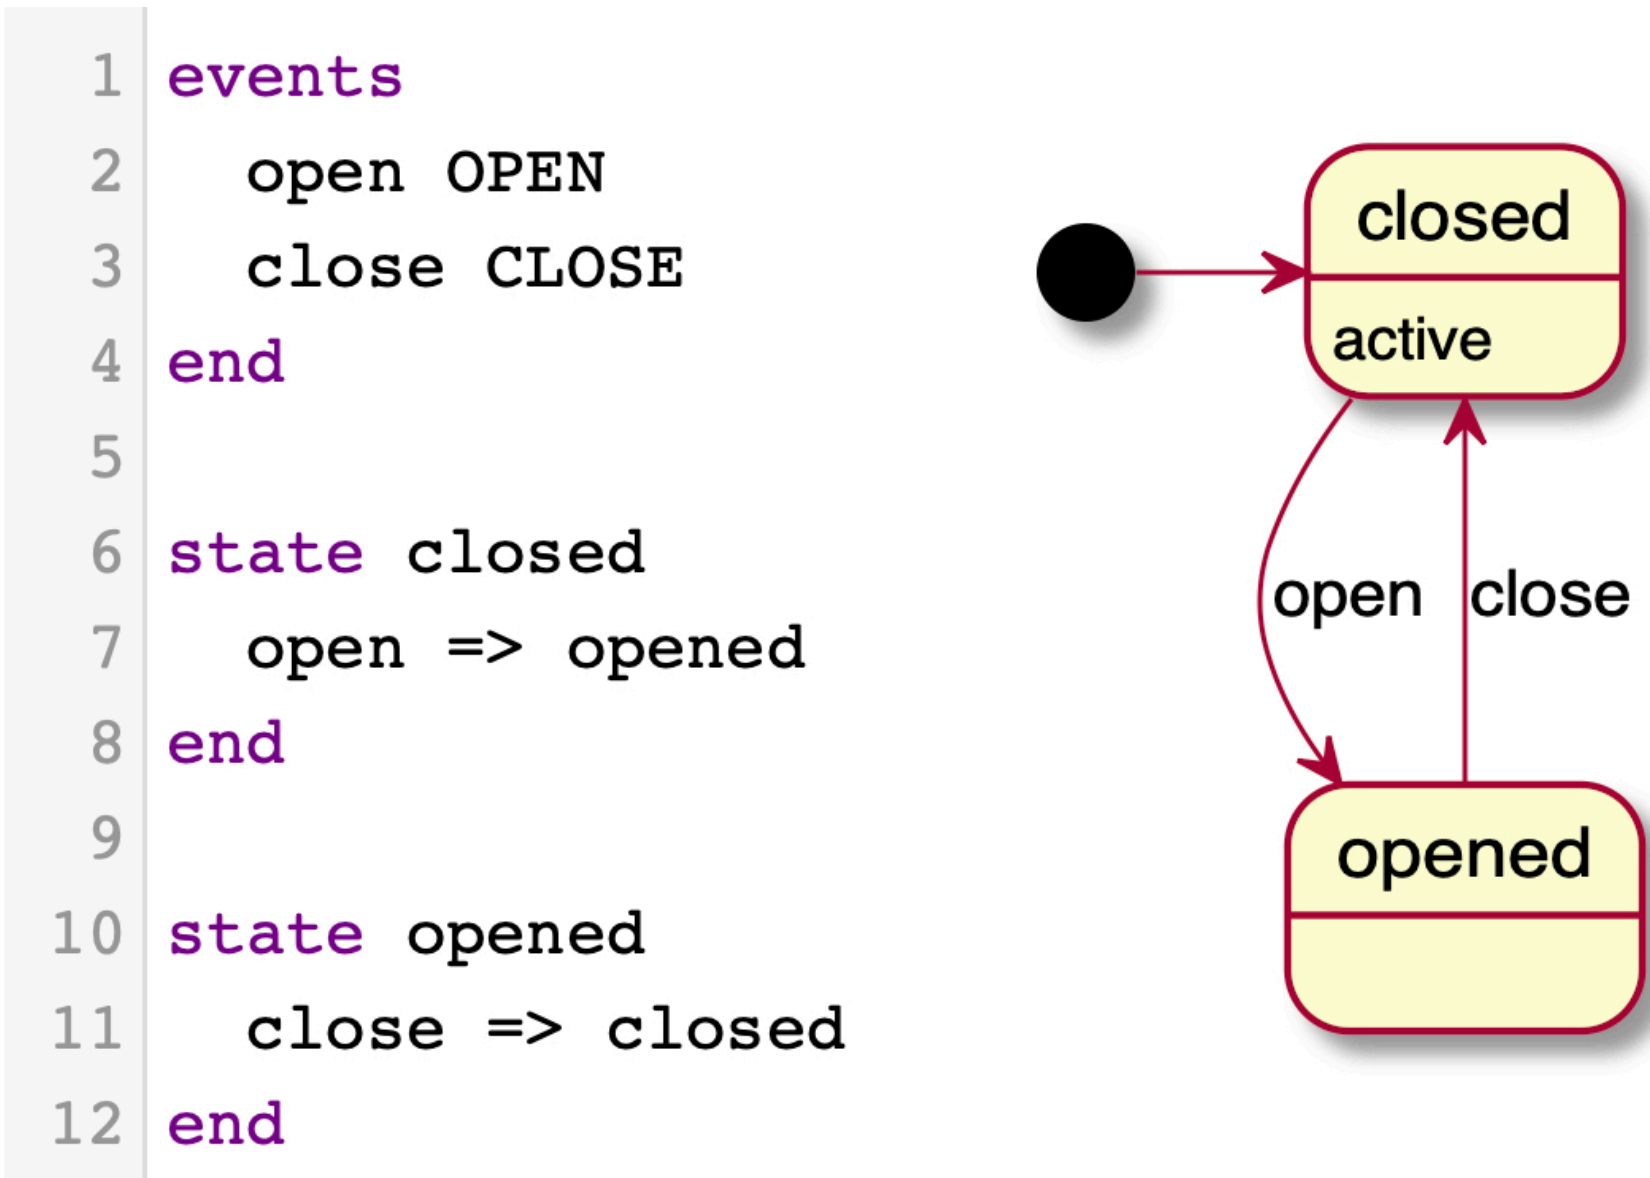 1 events
2   open OPEN
3   close CLOSE
4 end
5
6 state closed
7   open => opened
8 end
9
10 state opened
11   close => closed
12 end
closed
active
open close
opened